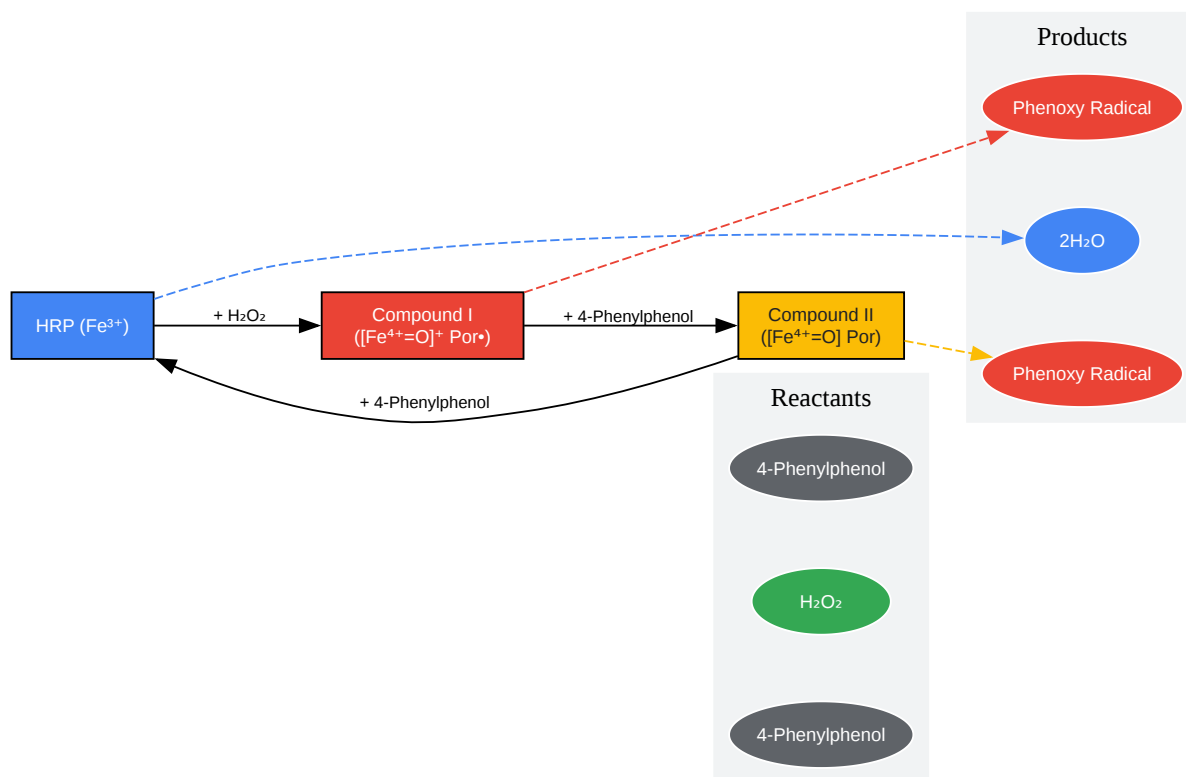 Products
Phenoxy Radical
2H₂O
HRP (Fe³⁺)
+ H₂O₂
Compound I
([Fe⁴⁺=O]⁺ Por•)
+ 4-Phenylphenol
Compound II
([Fe⁴⁺=O] Por)
Phenoxy Radical
+ 4-Phenylphenol
Reactants
4-Phenylphenol
H₂O₂
4-Phenylphenol